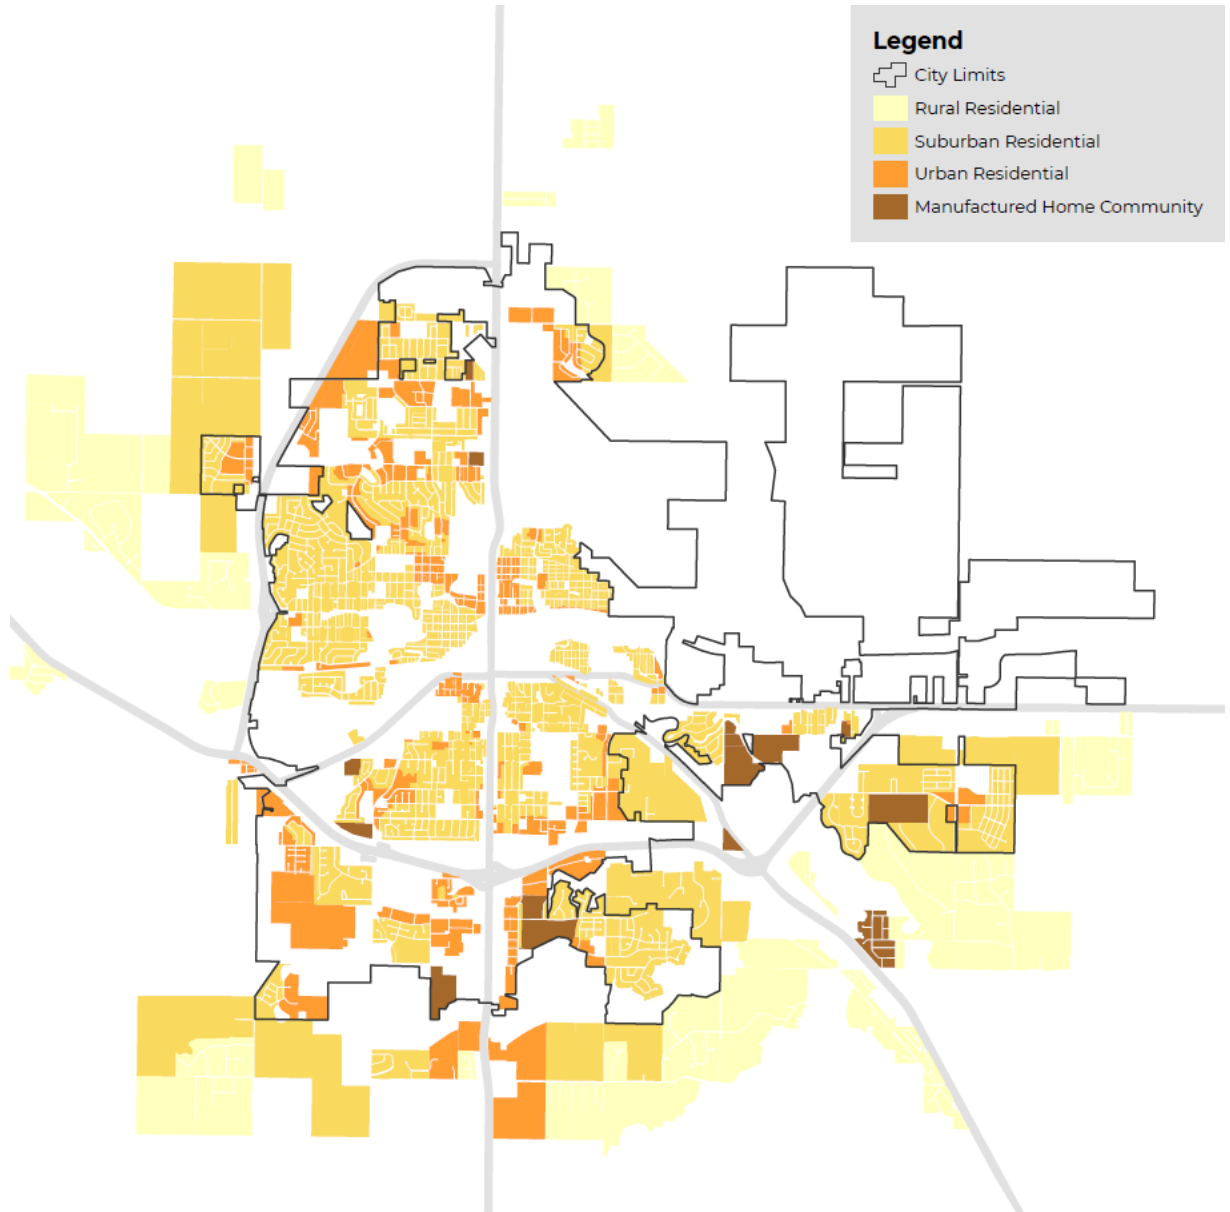 Legend
City Limits
Rural Residential
Suburban Residential
Urban Residential
Manufactured Home Community